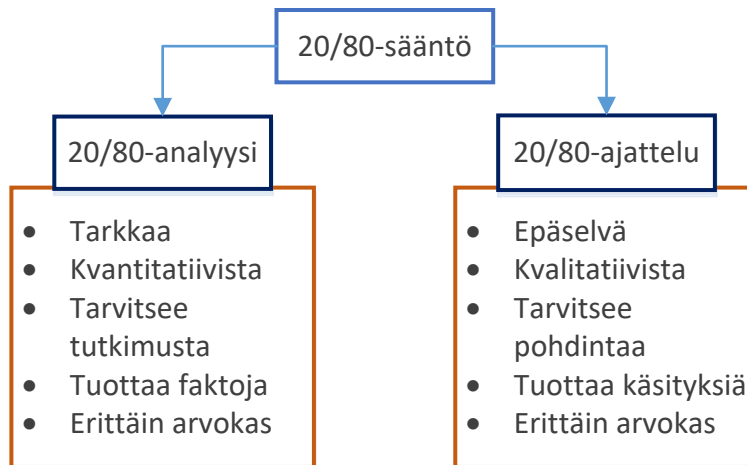 20/80-sääntö
20/80-analyysi
• Tarkkaa
• Kvantitatiivista
• Tarvitsee
tutkimusta
• Tuottaa faktoja
• Erittäin arvokas
20/80-ajattelu
• Epäselvä
• Kvalitatiivista
• Tarvitsee
pohdintaa
• Tuottaa käsityksiä
• Erittäin arvokas